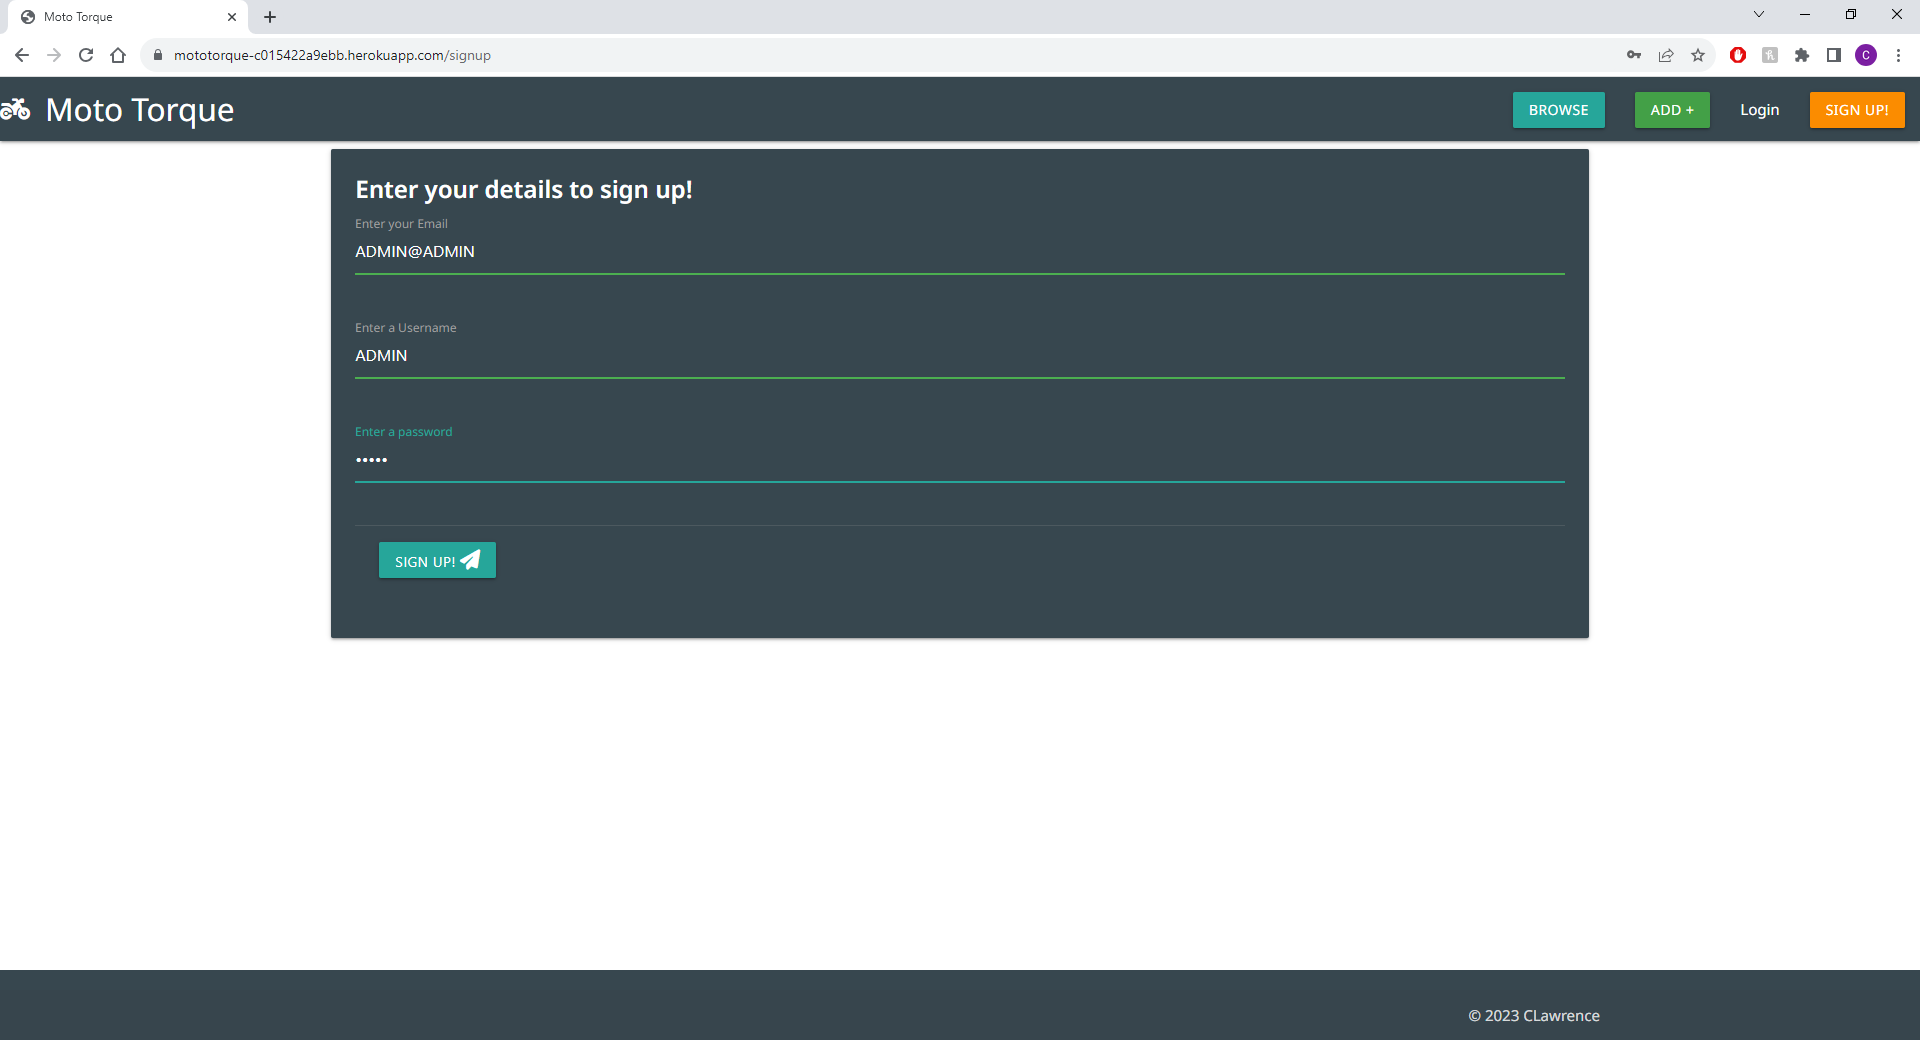 Moto Torque
mototorque-c015422a9ebb.herokuapp.com/signup
C
Moto Torque
BROWSE
ADD +
Login
SIGN UP!
Enter your details to sign up!
Enter your Email
ADMIN@ADMIN
Enter a Username
ADMIN
Enter a password
•••••
SIGN UP!
© 2023 CLawrence